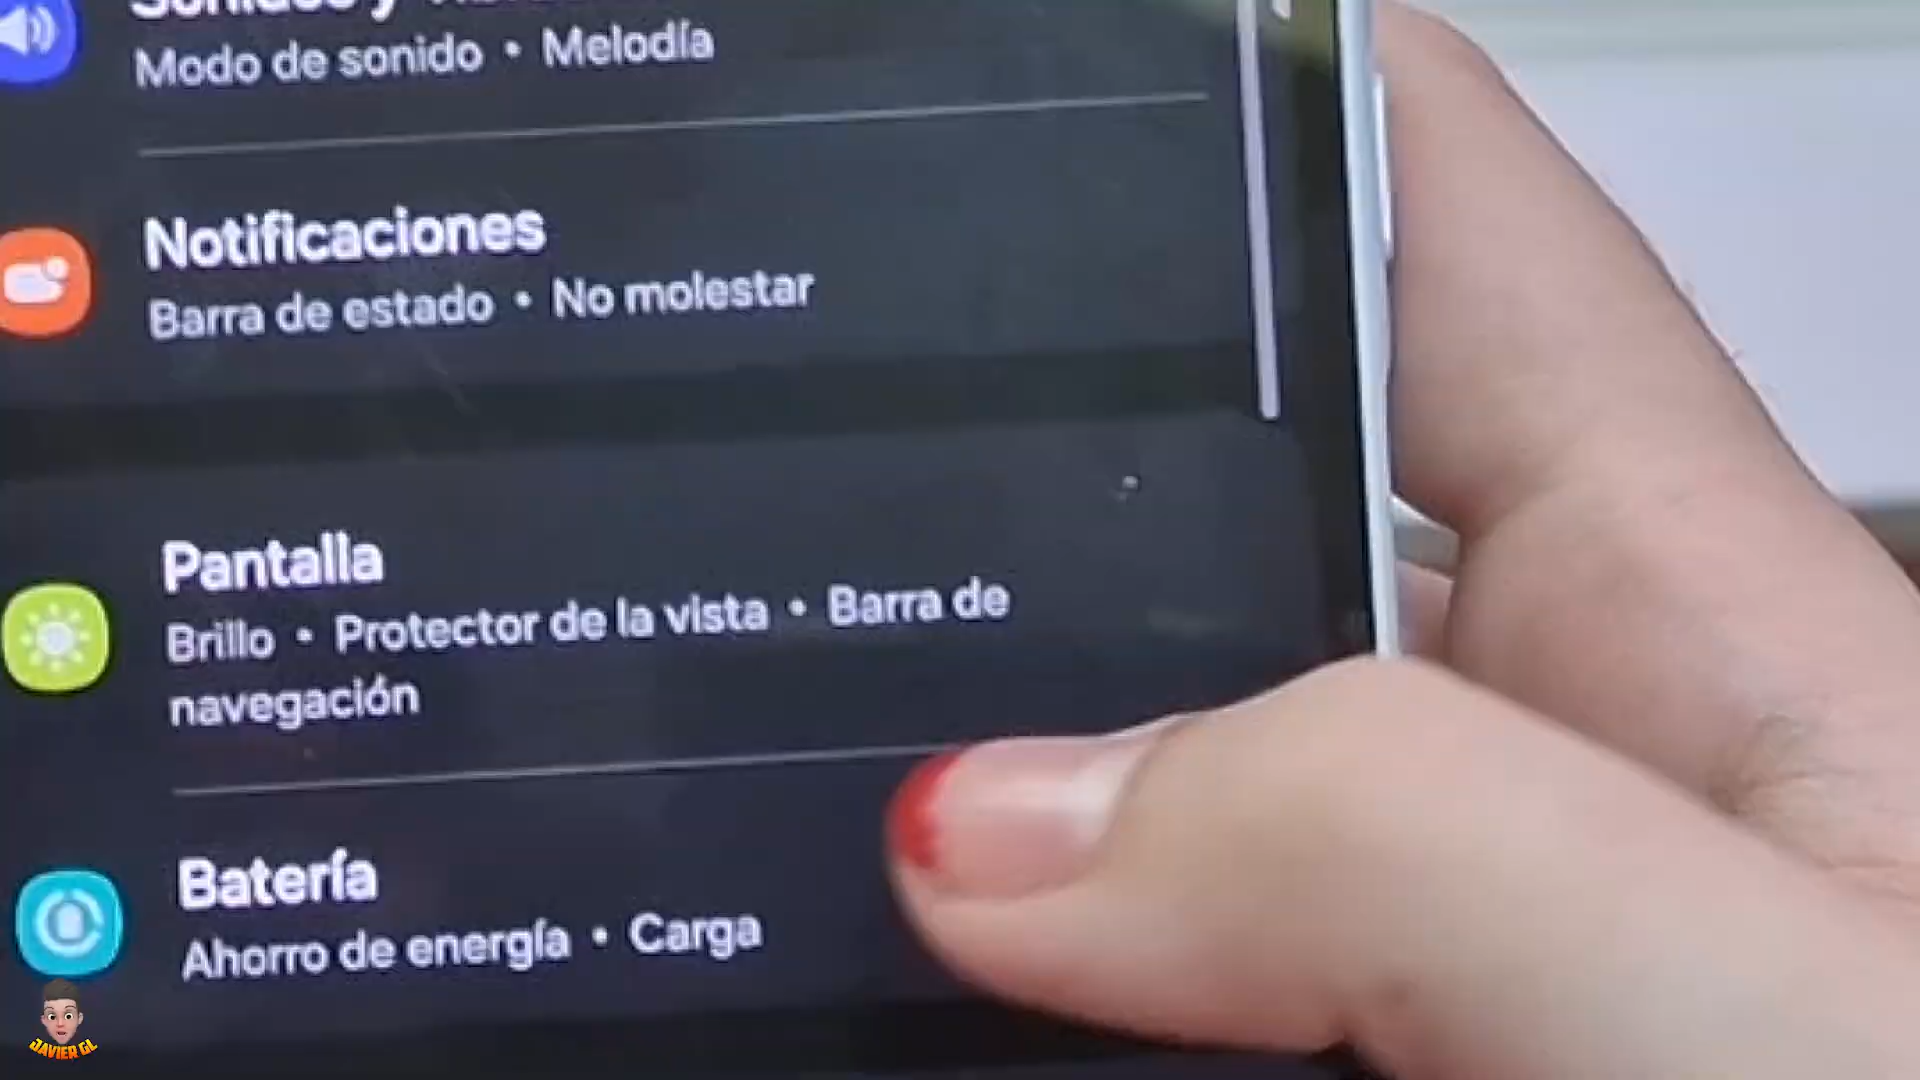 Sonidos y
Modo de sonido • Melodía
Notificaciones
Barra de estado • No molestar
Pantalla
Brillo • Protector de la vista • Barra de
navegación
Batería
Ahorro de energía • Carga
JAVIER GL